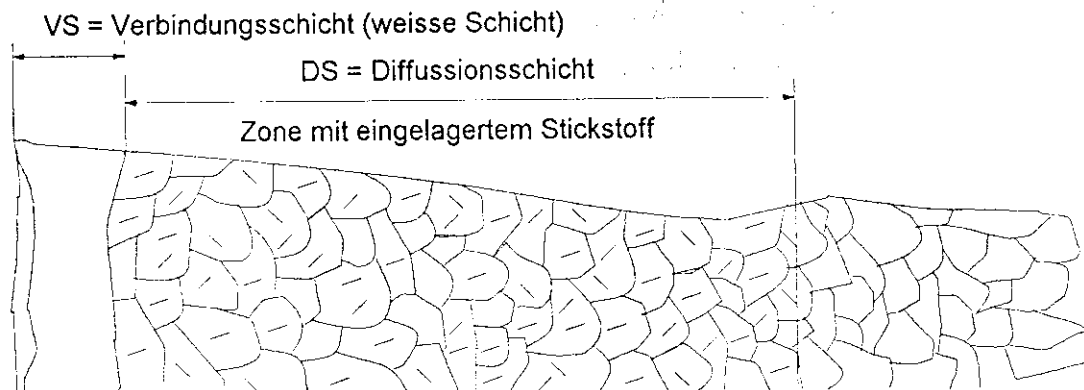 VS = Verbindungsschicht (weisse Schicht)
DS = Diffussionsschicht
Zone mit eingelagertem Stickstoff